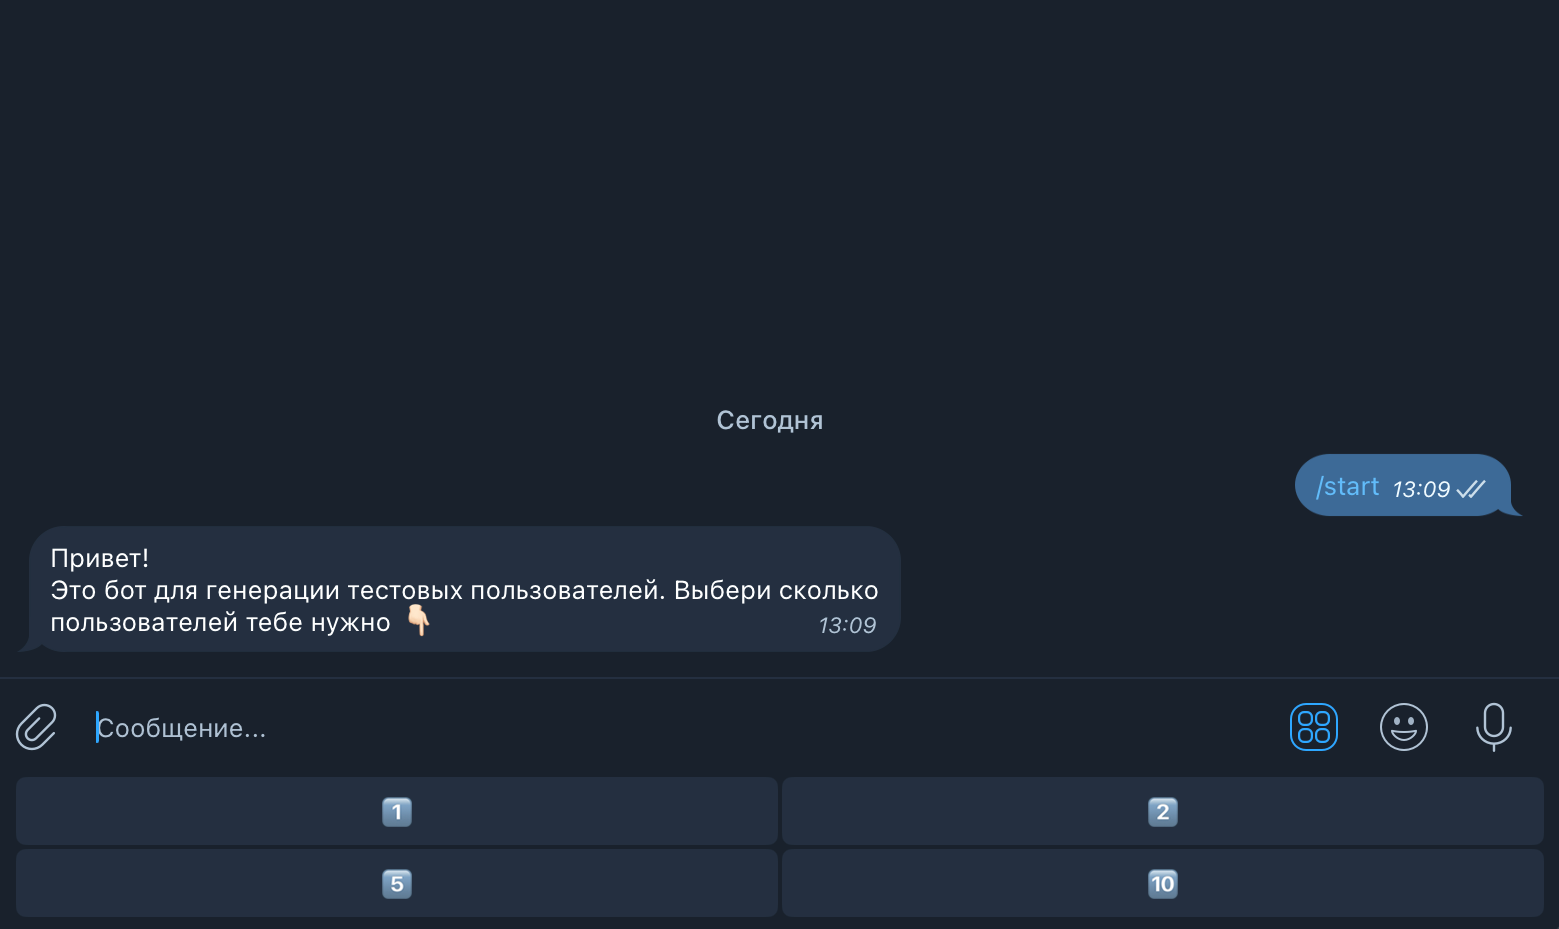 Сегодня
/start 13:09
Привет!
Это бот для генерации тестовых пользователей. Выбери сколько
пользователей тебе нужно 👇🏻 13:09
Сообщение...
1 2
5 10